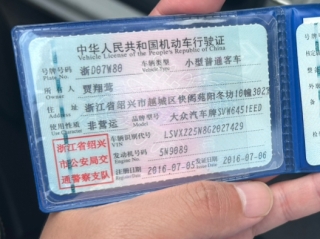 中华人民共和国机动车行驶证
Vehicle License of the People's Republic of China
号牌号码 浙D87W80 车辆类型 小型普通客车
所有人 贾翔莺
住址 浙江省绍兴市越城区快阁苑阳冬坊10幢302
使用性质 非营运 品牌型号 大众汽车牌SVW6451EED
浙江省绍兴
市公安局交
通警察支队
车辆识别代号 LSVXZ25N8G2027429
发动机号码 5W9089
注册日期 2016-07-05 发证日期 2016-07-06